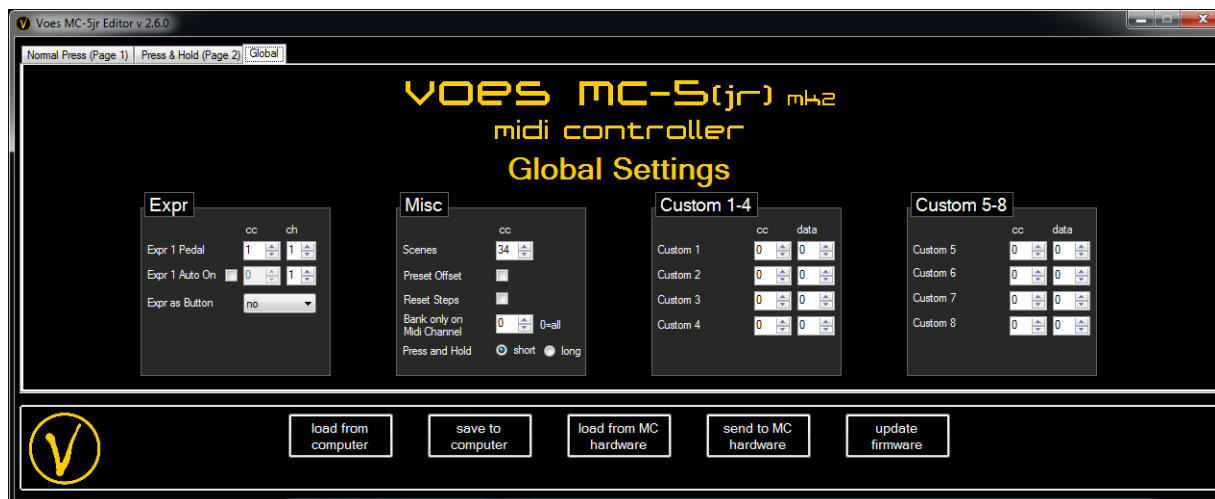 Voes MC-5jr Editor v 2.6.0
Normal Press (Page 1) Press & Hold (Page 2) Global
voes mc-5(jr) mk2
midi controller
Global Settings
Expr
cc ch
Expr 1 Pedal 1 1
Expr 1 Auto On 0 1
Expr as Button no
Misc
cc
Scenes 34
Preset Offset
Reset Steps
Bank only on
Midi Channel 0 0=all
Press and Hold short long
Custom 1-4
cc data
Custom 1 0 0
Custom 2 0 0
Custom 3 0 0
Custom 4 0 0
Custom 5-8
cc data
Custom 5 0 0
Custom 6 0 0
Custom 7 0 0
Custom 8 0 0
V
load from
computer
save to
computer
load from MC
hardware
send to MC
hardware
update
firmware